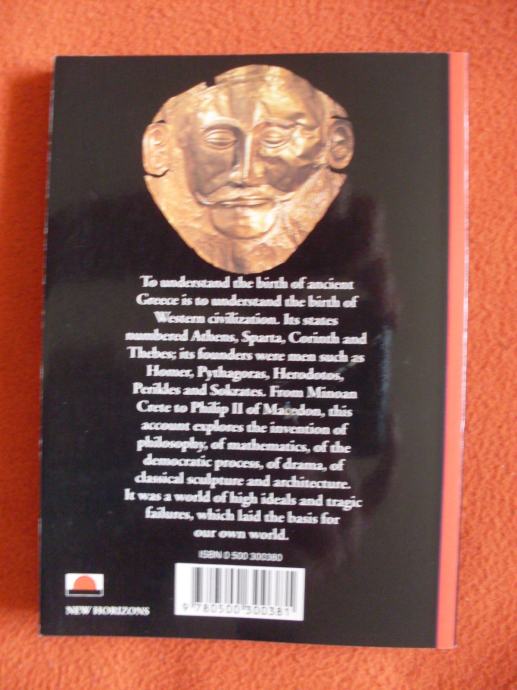 To understand the birth of ancient
Greece is to understand the birth of
Western civilization. Its states
numbered Athens, Sparta, Corinth and
Thebes; its founders were men such as
Homer, Pythagoras, Herodotos,
Perikles and Sokrates. From Minoan
Crete to Philip II of Macedon, this
account explores the invention of
philosophy, of mathematics, of the
democratic process, of drama, of
classical sculpture and architecture.
It was a world of high ideals and tragic
failures, which laid the basis for
our own world.
ISBN 0 500 300380
9 780500 300381
NEW HORIZONS